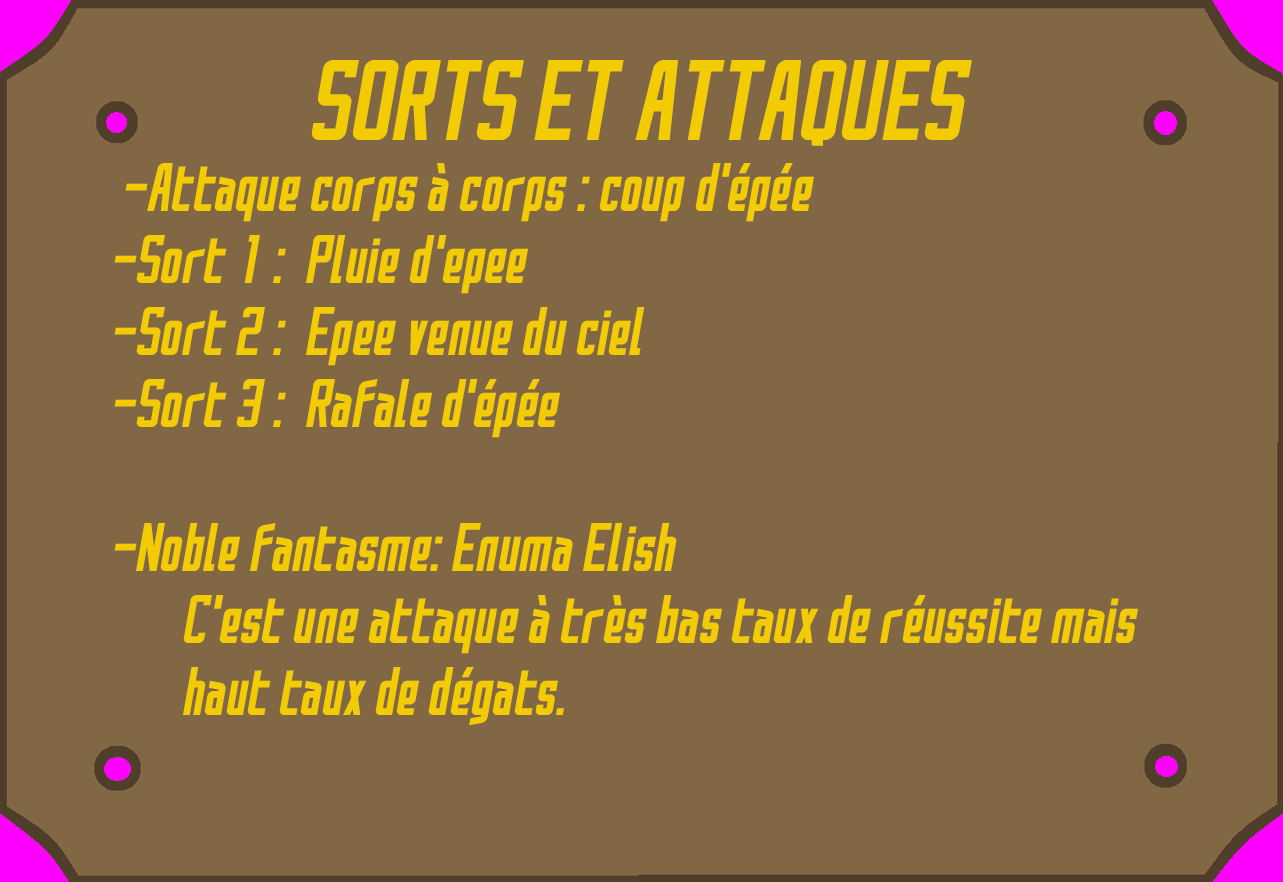 SORTS ET ATTAQUES
-Attaque corps à corps : coup d'épée
-Sort 1 : Pluie d'epee
-Sort 2 : Epee venue du ciel
-Sort 3 : Rafale d'épée
-Noble fantasme: Enuma Elish
C'est une attaque à très bas taux de réussite mais
haut taux de dégats.